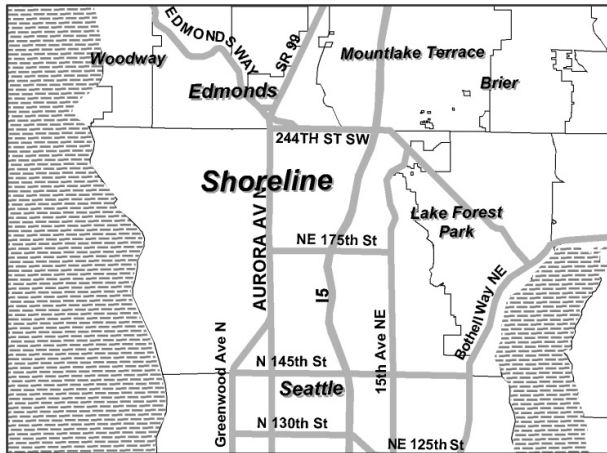 EDMONDS WAY
SR 99
Woodway
Mountlake Terrace
Brier
Edmonds
244TH ST SW
Shoreline
AURORA AV N
Lake Forest
Park
NE 175th St
I5
Bothell Way NE
15th Ave NE
Greenwood Ave N
N 145th St
Seattle
N 130th St
NE 125th St